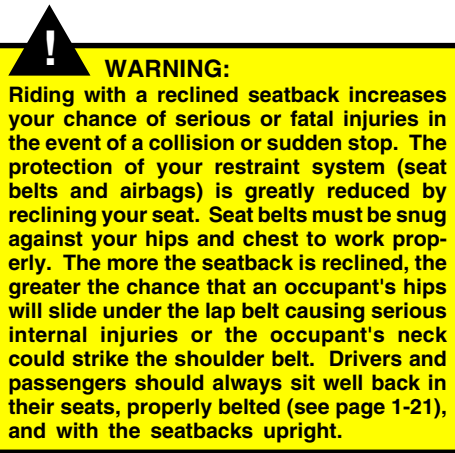 !
WARNING:
Riding with a reclined seatback increases
your chance of serious or fatal injuries in
the event of a collision or sudden stop. The
protection of your restraint system (seat
belts and airbags) is greatly reduced by
reclining your seat. Seat belts must be snug
against your hips and chest to work prop-
erly. The more the seatback is reclined, the
greater the chance that an occupant's hips
will slide under the lap belt causing serious
internal injuries or the occupant's neck
could strike the shoulder belt. Drivers and
passengers should always sit well back in
their seats, properly belted (see page 1-21),
and with the seatbacks upright.